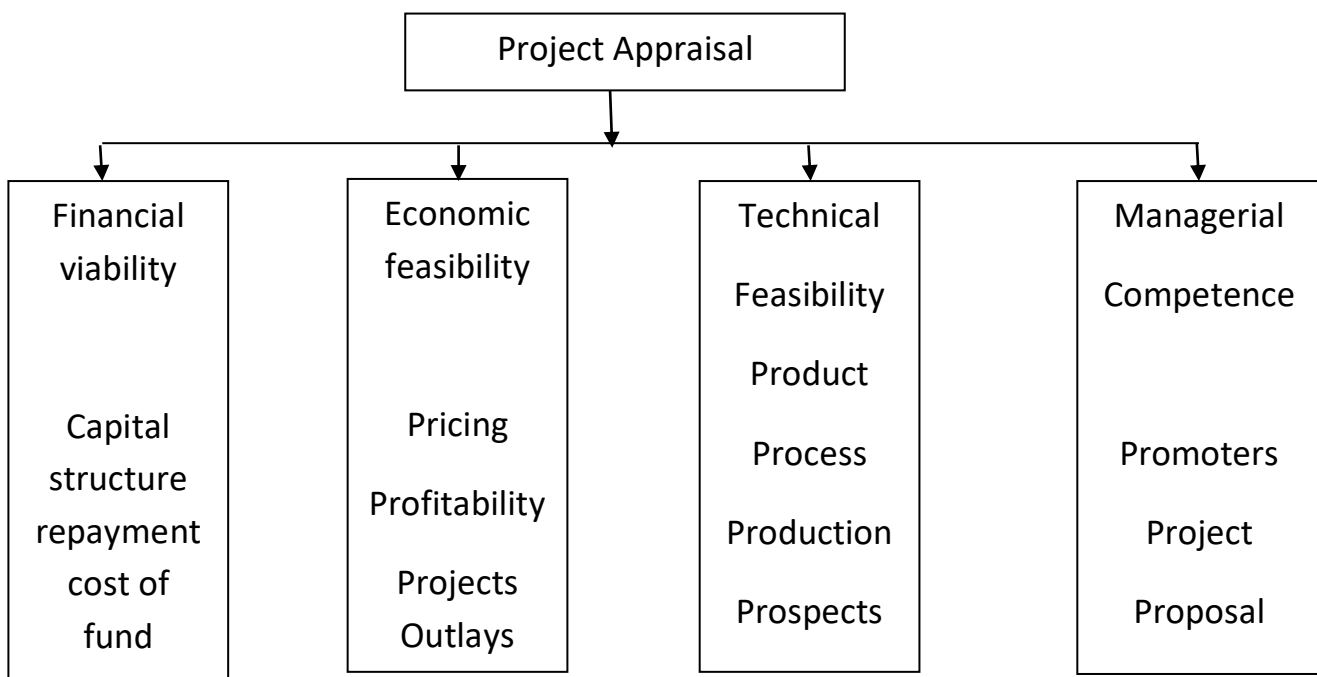 Project Appraisal
Financial
viability
Capital
structure
repayment
cost of
fund
Economic
feasibility
Pricing
Profitability
Projects
Outlays
Technical
Feasibility
Product
Process
Production
Prospects
Managerial
Competence
Promoters
Project
Proposal